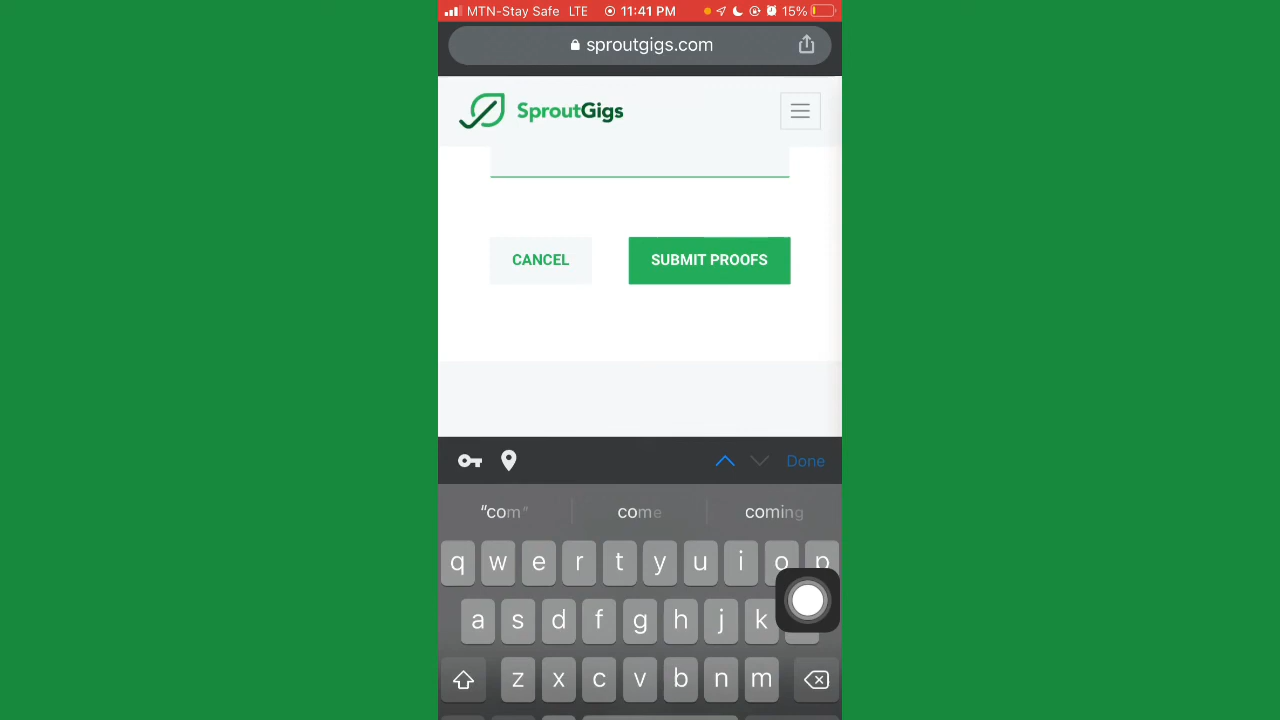 MTN-Stay Safe LTE 11:41 PM 15%
sproutgigs.com
SproutGigs
CANCEL SUBMIT PROOFS
Done
"com" come coming
q w e r t y u i o p
a s d f g h j k
z x c v b n m